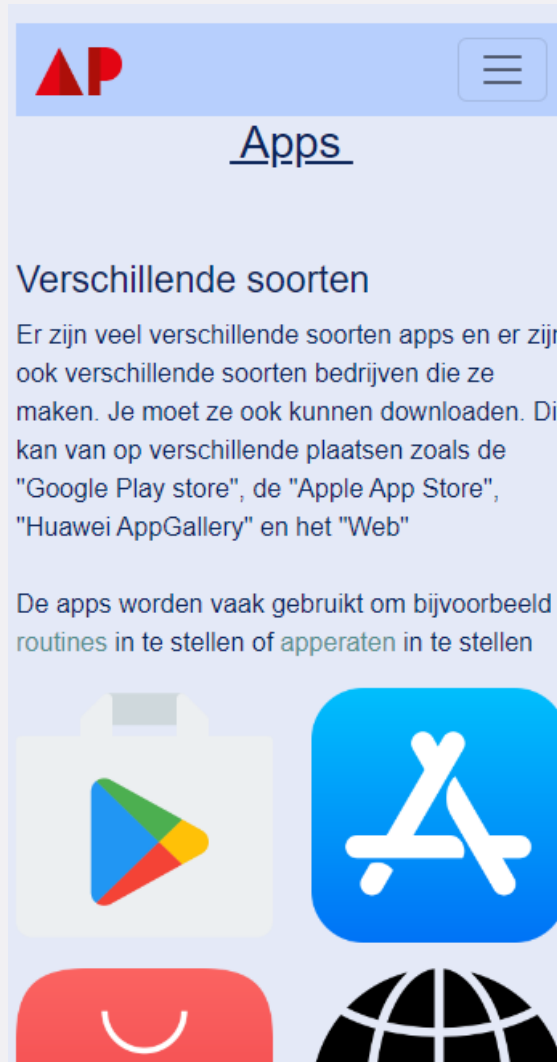 AP
Apps
Verschillende soorten
Er zijn veel verschillende soorten apps en er zijn
ook verschillende soorten bedrijven die ze
maken. Je moet ze ook kunnen downloaden. Di
kan van op verschillende plaatsen zoals de
"Google Play store", de "Apple App Store",
"Huawei AppGallery" en het "Web"
De apps worden vaak gebruikt om bijvoorbeeld
routines in te stellen of apperaten in te stellen